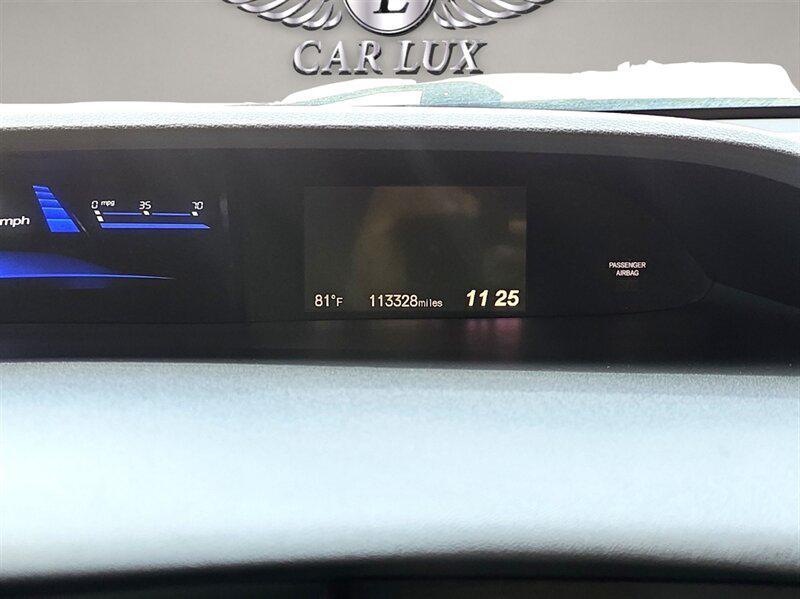 L
CAR LUX
0 mpg 35 70
mph
PASSENGER
AIRBAG
81°F 113328miles 11 25